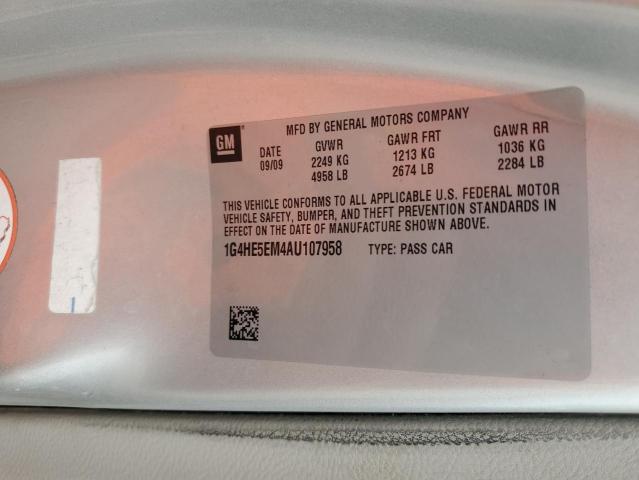 MFD BY GENERAL MOTORS COMPANY
GM
DATE GVWR GAWR FRT GAWR RR
09/09 2249 KG 1213 KG 1036 KG
4958 LB 2674 LB 2284 LB
THIS VEHICLE CONFORMS TO ALL APPLICABLE U.S. FEDERAL MOTOR
VEHICLE SAFETY, BUMPER, AND THEFT PREVENTION STANDARDS IN
EFFECT ON THE DATE OF MANUFACTURE SHOWN ABOVE.
1G4HE5EM4AU107958 TYPE: PASS CAR